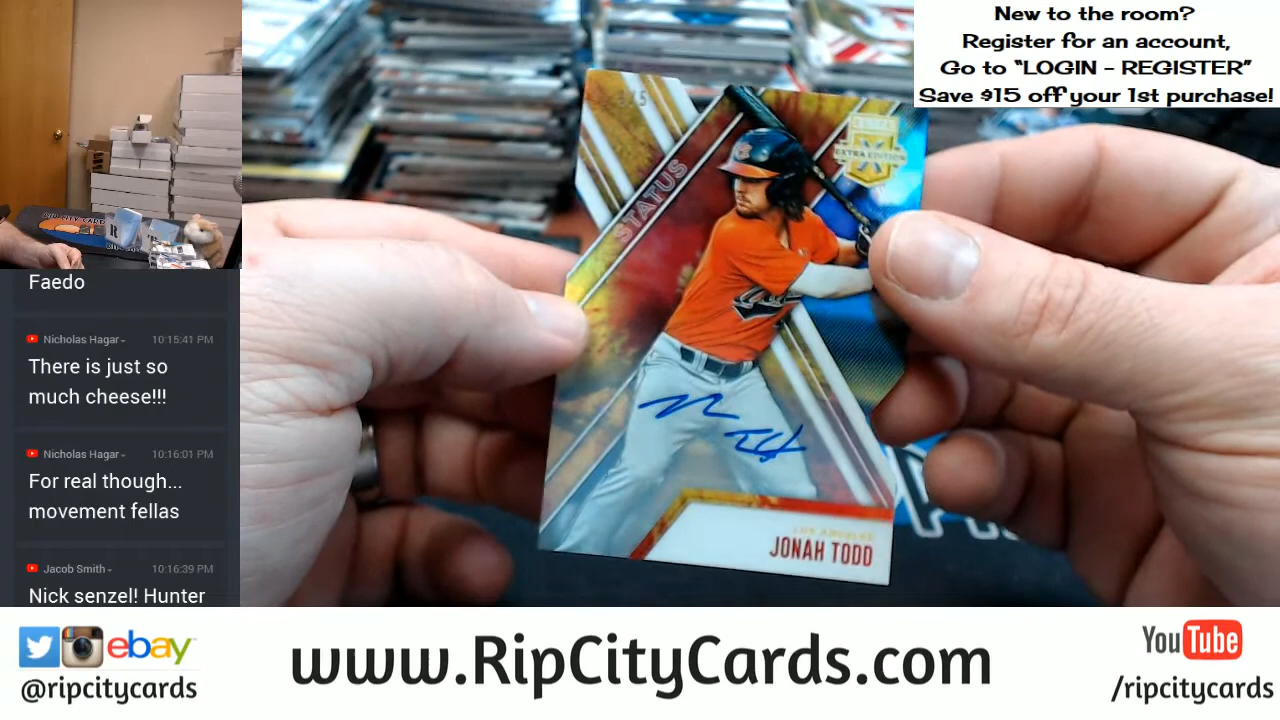 New to the room?
Register for an account,
Go to “LOGIN – REGISTER”
Save $15 off your 1st purchase!
Faedo
Nicholas Hagar
10:15:41 PM
There is just so
much cheese!!!
Nicholas Hagar
10:16:01 PM
For real though...
movement fellas
Jacob Smith
10:16:39 PM
Nick senzel! Hunter
STATUS
EXTRA EDITION
LOS ANGELES
JONAH TODD
ebay
@ripcitycards
www.RipCityCards.com
YouTube
/ripcitycards